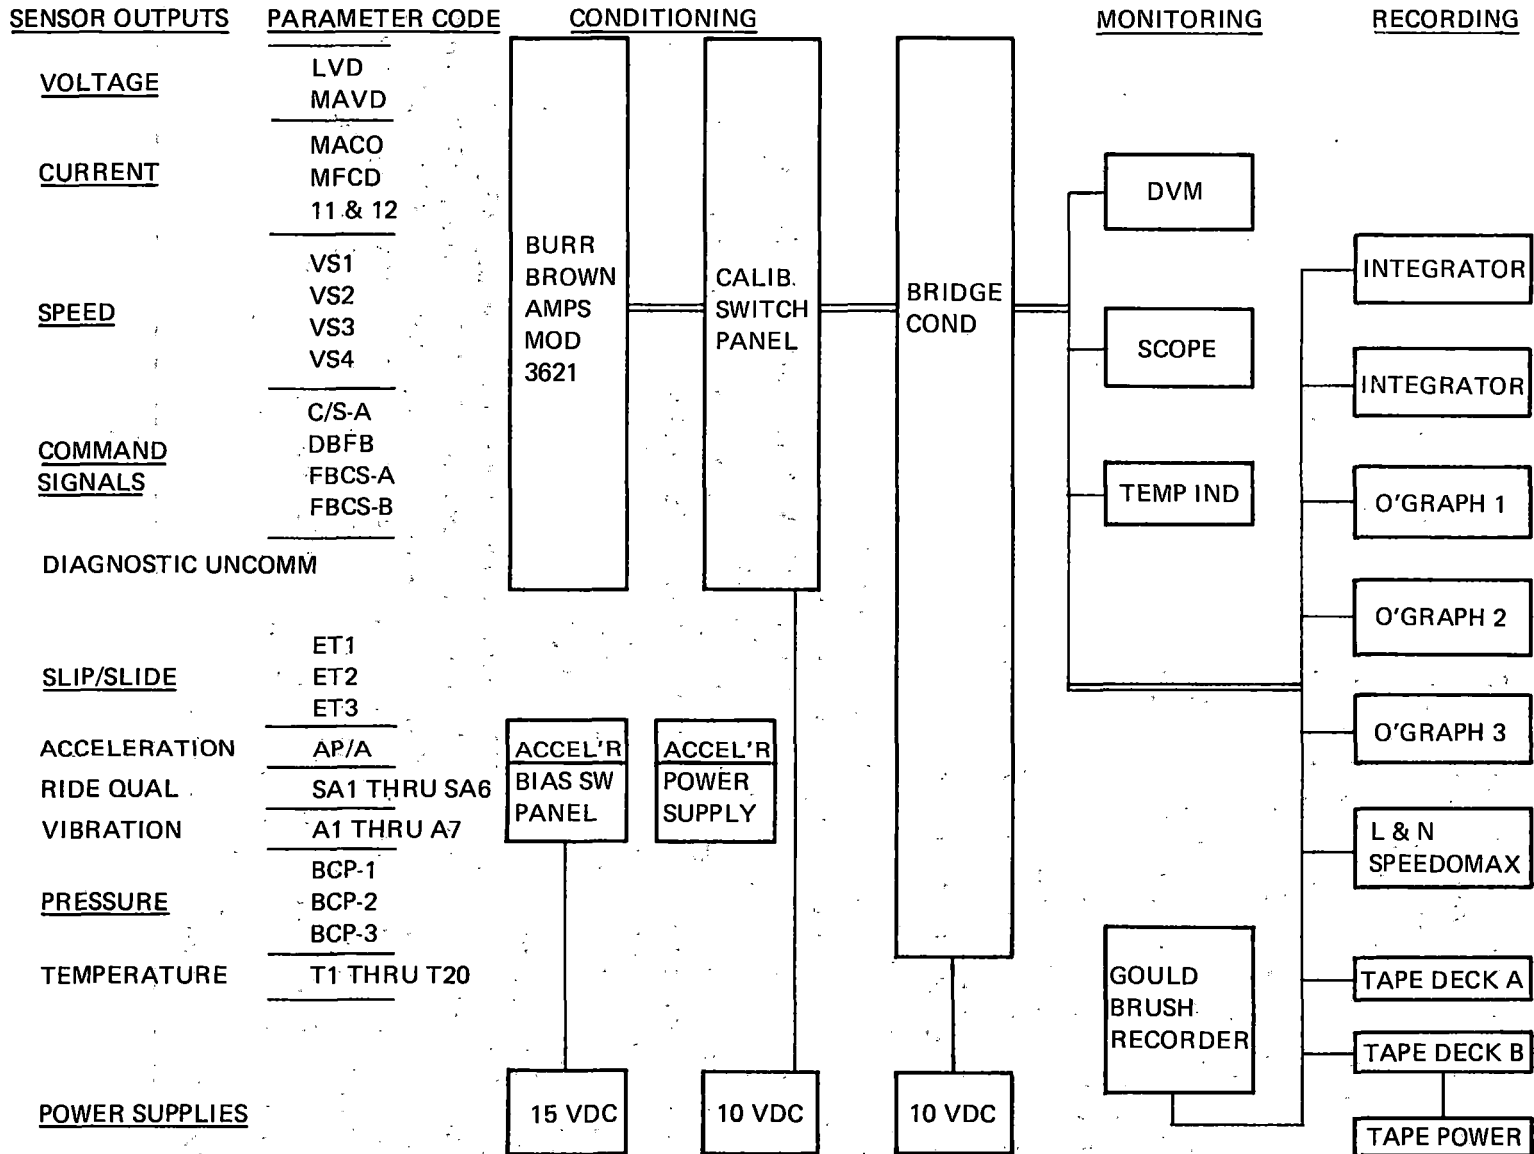 SENSOR OUTPUTS
PARAMETER CODE
CONDITIONING
MONITORING
RECORDING
VOLTAGE
LVD
MAVD
CURRENT
MACO
MFCD
11 & 12
SPEED
VS1
VS2
VS3
VS4
COMMAND
SIGNALS
C/S-A
DBFB
FBCS-A
FBCS-B
DIAGNOSTIC UNCOMM
SLIP/SLIDE
ET1
ET2
ET3
ACCELERATION
AP/A
RIDE QUAL
SA1 THRU SA6
VIBRATION
A1 THRU A7
PRESSURE
BCP-1
BCP-2
BCP-3
TEMPERATURE
T1 THRU T20
POWER SUPPLIES
BURR
BROWN
AMPS
MOD
3621
CALIB.
SWITCH
PANEL
BRIDGE
COND
ACCEL'R
BIAS SW
PANEL
ACCEL'R
POWER
SUPPLY
15 VDC
10 VDC
10 VDC
DVM
SCOPE
TEMP IND
GOULD
BRUSH
RECORDER
INTEGRATOR
INTEGRATOR
O'GRAPH 1
O'GRAPH 2
O'GRAPH 3
L & N
SPEEDOMAX
TAPE DECK A
TAPE DECK B
TAPE POWER